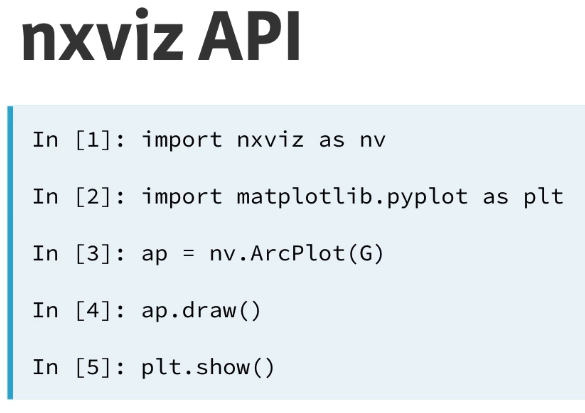 nxviz API
In [1]: import nxviz as nv
In [2]: import matplotlib.pyplot as plt
In [3]: ap = nv.ArcPlot(G)
In [4]: ap.draw()
In [5]: plt.show()